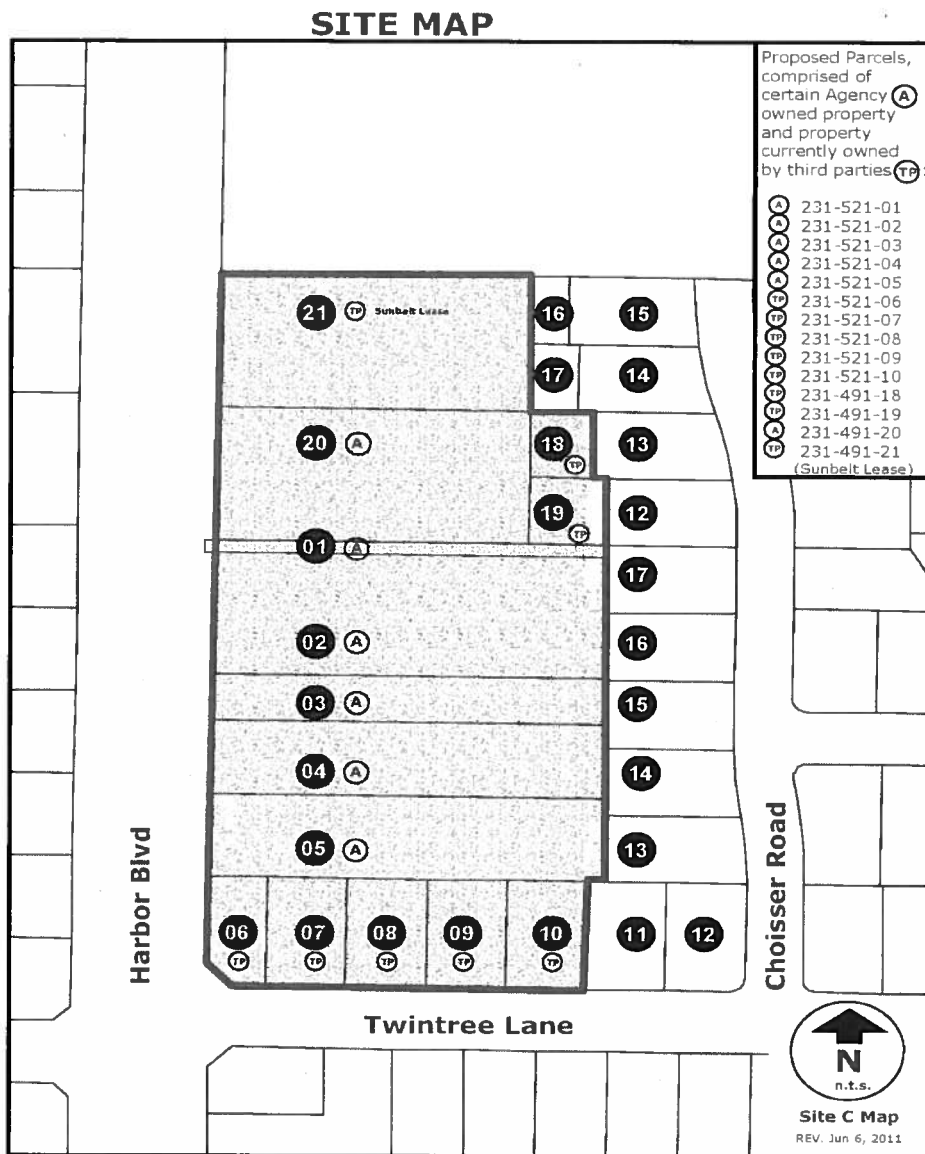 SITE MAP
Proposed Parcels,
comprised of
certain Agency A
owned property
and property
currently owned
by third parties TP :
A 231-521-01
A 231-521-02
A 231-521-03
A 231-521-04
A 231-521-05
TP 231-521-06
TP 231-521-07
TP 231-521-08
TP 231-521-09
TP 231-521-10
TP 231-491-18
TP 231-491-19
A 231-491-20
TP 231-491-21
(Sunbelt Lease)
21 TP Sunbelt Lease
16
15
17
14
20 A
18 TP
13
19 TP
12
01 A
17
02 A
16
03 A
15
04 A
14
05 A
13
06 TP
07 TP
08 TP
09 TP
10 TP
11
12
Harbor Blvd
Choisser Road
Twintree Lane
N
n.t.s.
Site C Map
REV. Jun 6, 2011